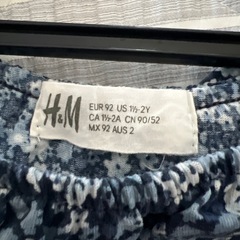 H&M
EUR 92 US 1½-2Y
CA 1½-2A CN 90/52
MX 92 AUS 2